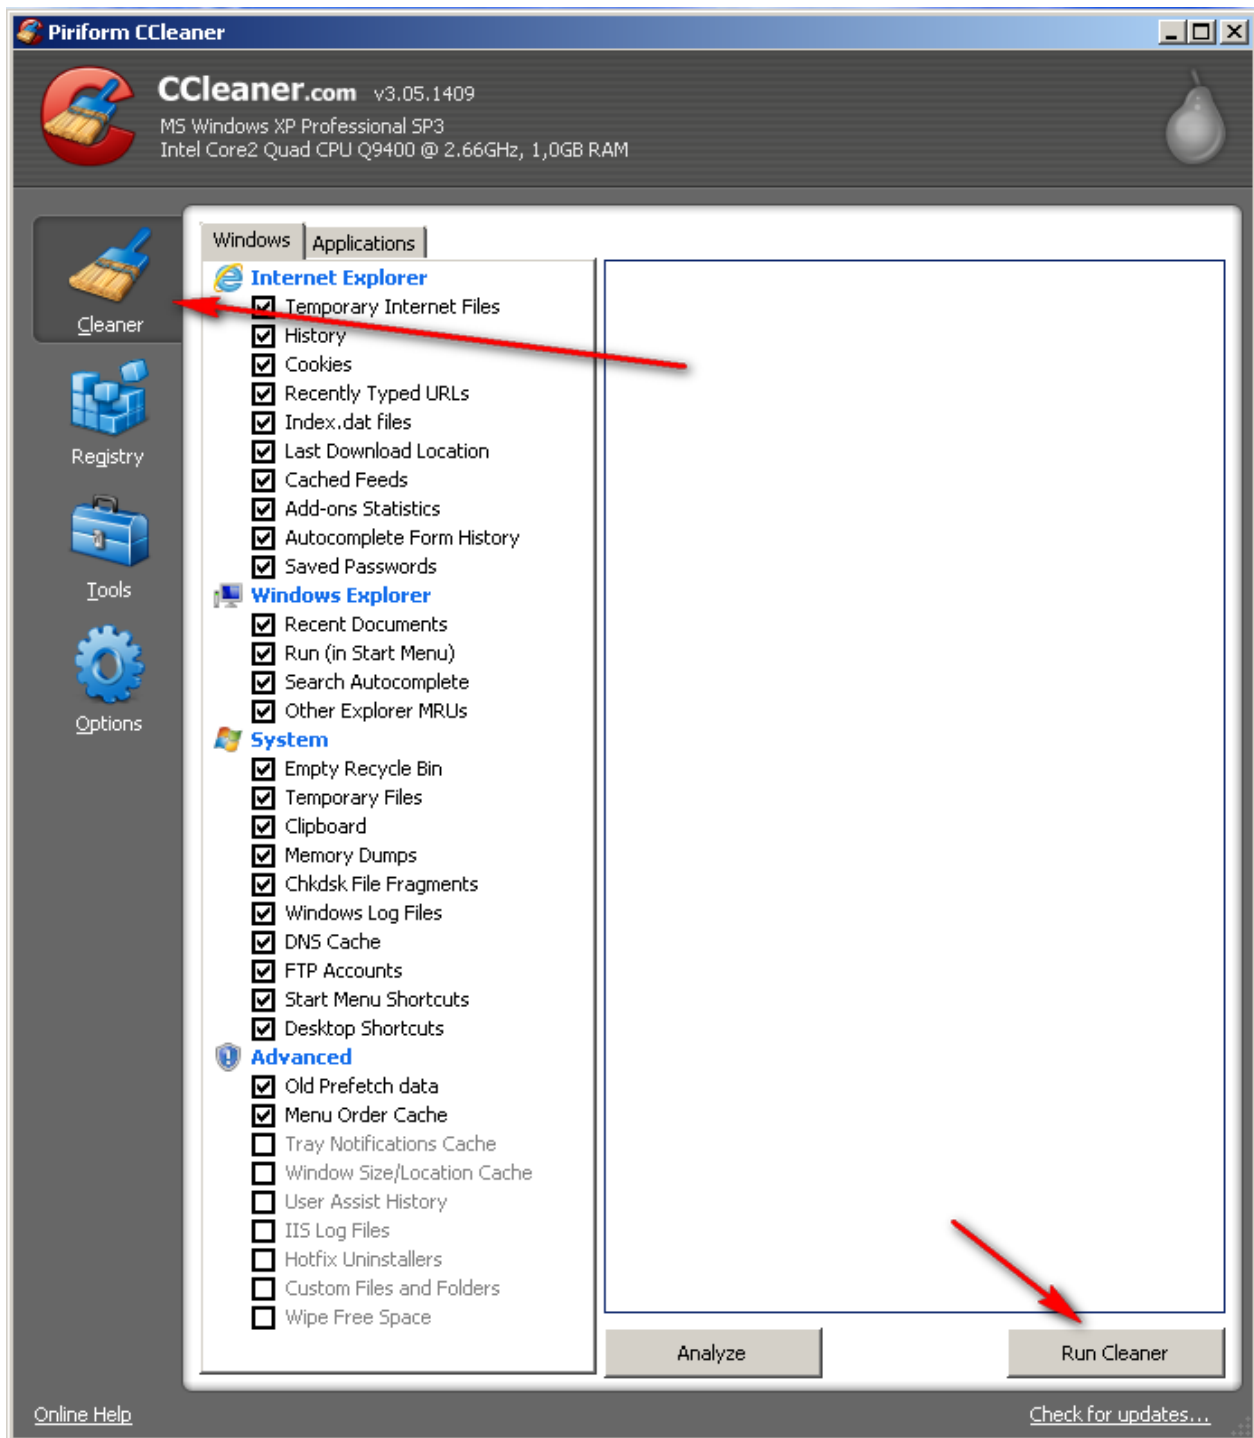 Piriform CCleaner
CCleaner.com v3.05.1409
MS Windows XP Professional SP3
Intel Core2 Quad CPU Q9400 @ 2.66GHz, 1,0GB RAM
Cleaner
Registry
Tools
Options
Windows Applications
Internet Explorer
Temporary Internet Files
History
Cookies
Recently Typed URLs
Index.dat files
Last Download Location
Cached Feeds
Add-ons Statistics
Autocomplete Form History
Saved Passwords
Windows Explorer
Recent Documents
Run (in Start Menu)
Search Autocomplete
Other Explorer MRUs
System
Empty Recycle Bin
Temporary Files
Clipboard
Memory Dumps
Chkdsk File Fragments
Windows Log Files
DNS Cache
FTP Accounts
Start Menu Shortcuts
Desktop Shortcuts
Advanced
Old Prefetch data
Menu Order Cache
Tray Notifications Cache
Window Size/Location Cache
User Assist History
IIS Log Files
Hotfix Uninstallers
Custom Files and Folders
Wipe Free Space
Analyze Run Cleaner
Online Help Check for updates...